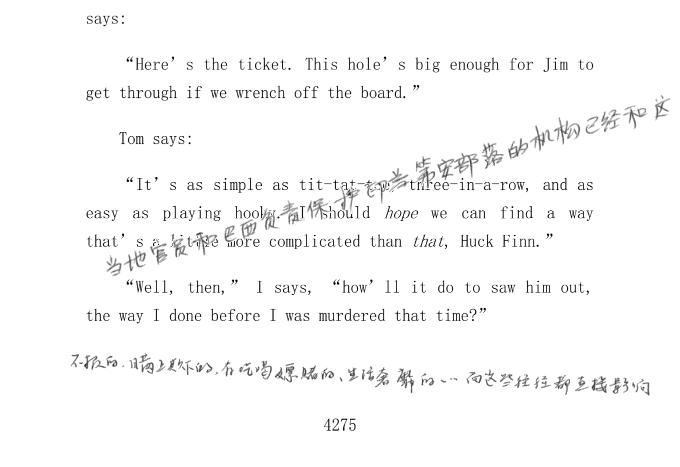 says:
“Here’s the ticket. This hole’s big enough for Jim to
get through if we wrench off the board.”
Tom says:
“It’s as simple as tit-tat-toe, three-in-a-row, and as
easy as playing hooky. I should hope we can find a way
that’s a little more complicated than that, Huck Finn.”
当地官员和巴西负责保护印当第安部落的机构已经和这
“Well, then,” I says, “how’ll it do to saw him out,
the way I done before I was murdered that time?”
不报的、瞒上欺下的、有吃喝嫖赌的、生活奢靡的…而这些往往都直接影响
4275